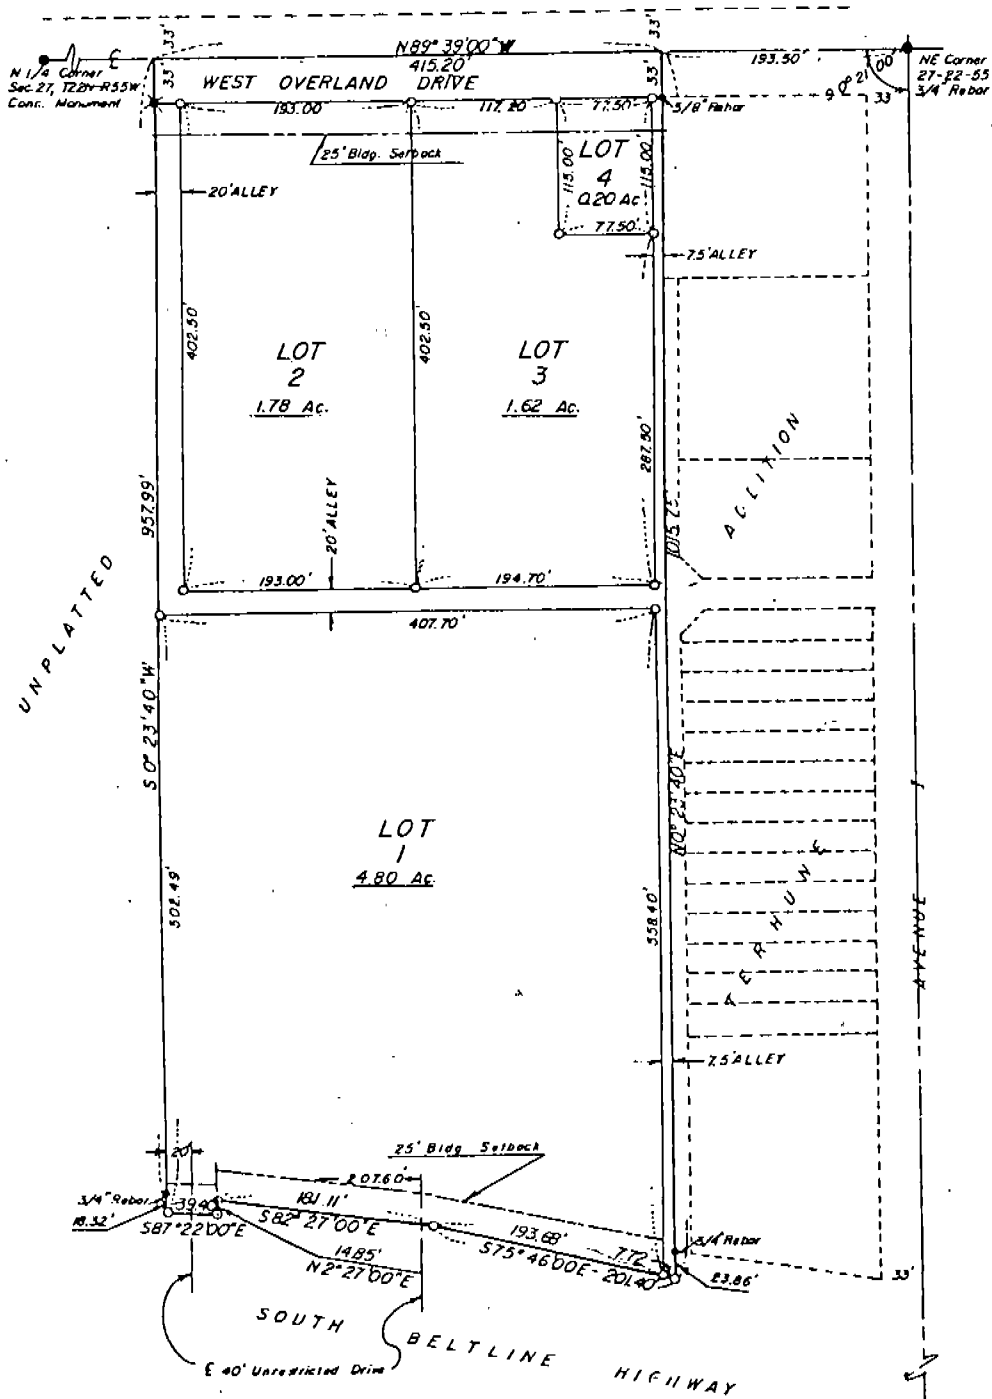 33'
33'
N89°39'00"W
415.20'
193.50'
N 1/4 Corner
Sec. 27, T22N-R55W
Conc. Monument
33'
WEST OVERLAND DRIVE
33'
NE Corner
27-22-55
3/4" Rebar
33'
193.00'
117.20'
77.50'
5/8" Rebar
25' Bldg. Setback
LOT
4
0.20 Ac.
115.00'
115.00'
77.50'
20' ALLEY
7.5' ALLEY
402.50'
LOT
2
1.78 Ac.
402.50'
LOT
3
1.62 Ac.
287.50'
957.99'
20' ALLEY
1015.75'
193.00'
194.70'
407.70'
UNPLATTED
S 0° 23' 40" W
N 0° 23' 40" E
LOT
1
4.80 Ac.
502.49'
558.40'
TERHUNE
AVENUE
7.5' ALLEY
25' Bldg. Setback
20'
207.60'
3/4" Rebar
18.32'
39.40'
181.11'
S87°22'00"E
S82°27'00"E
193.68'
7.72'
3/4" Rebar
S75°46'00"E - 201.40'
23.86'
33'
14.85'
N2°27'00"E
SOUTH BELTLINE HIGHWAY
℄ 40' Unrestricted Drive